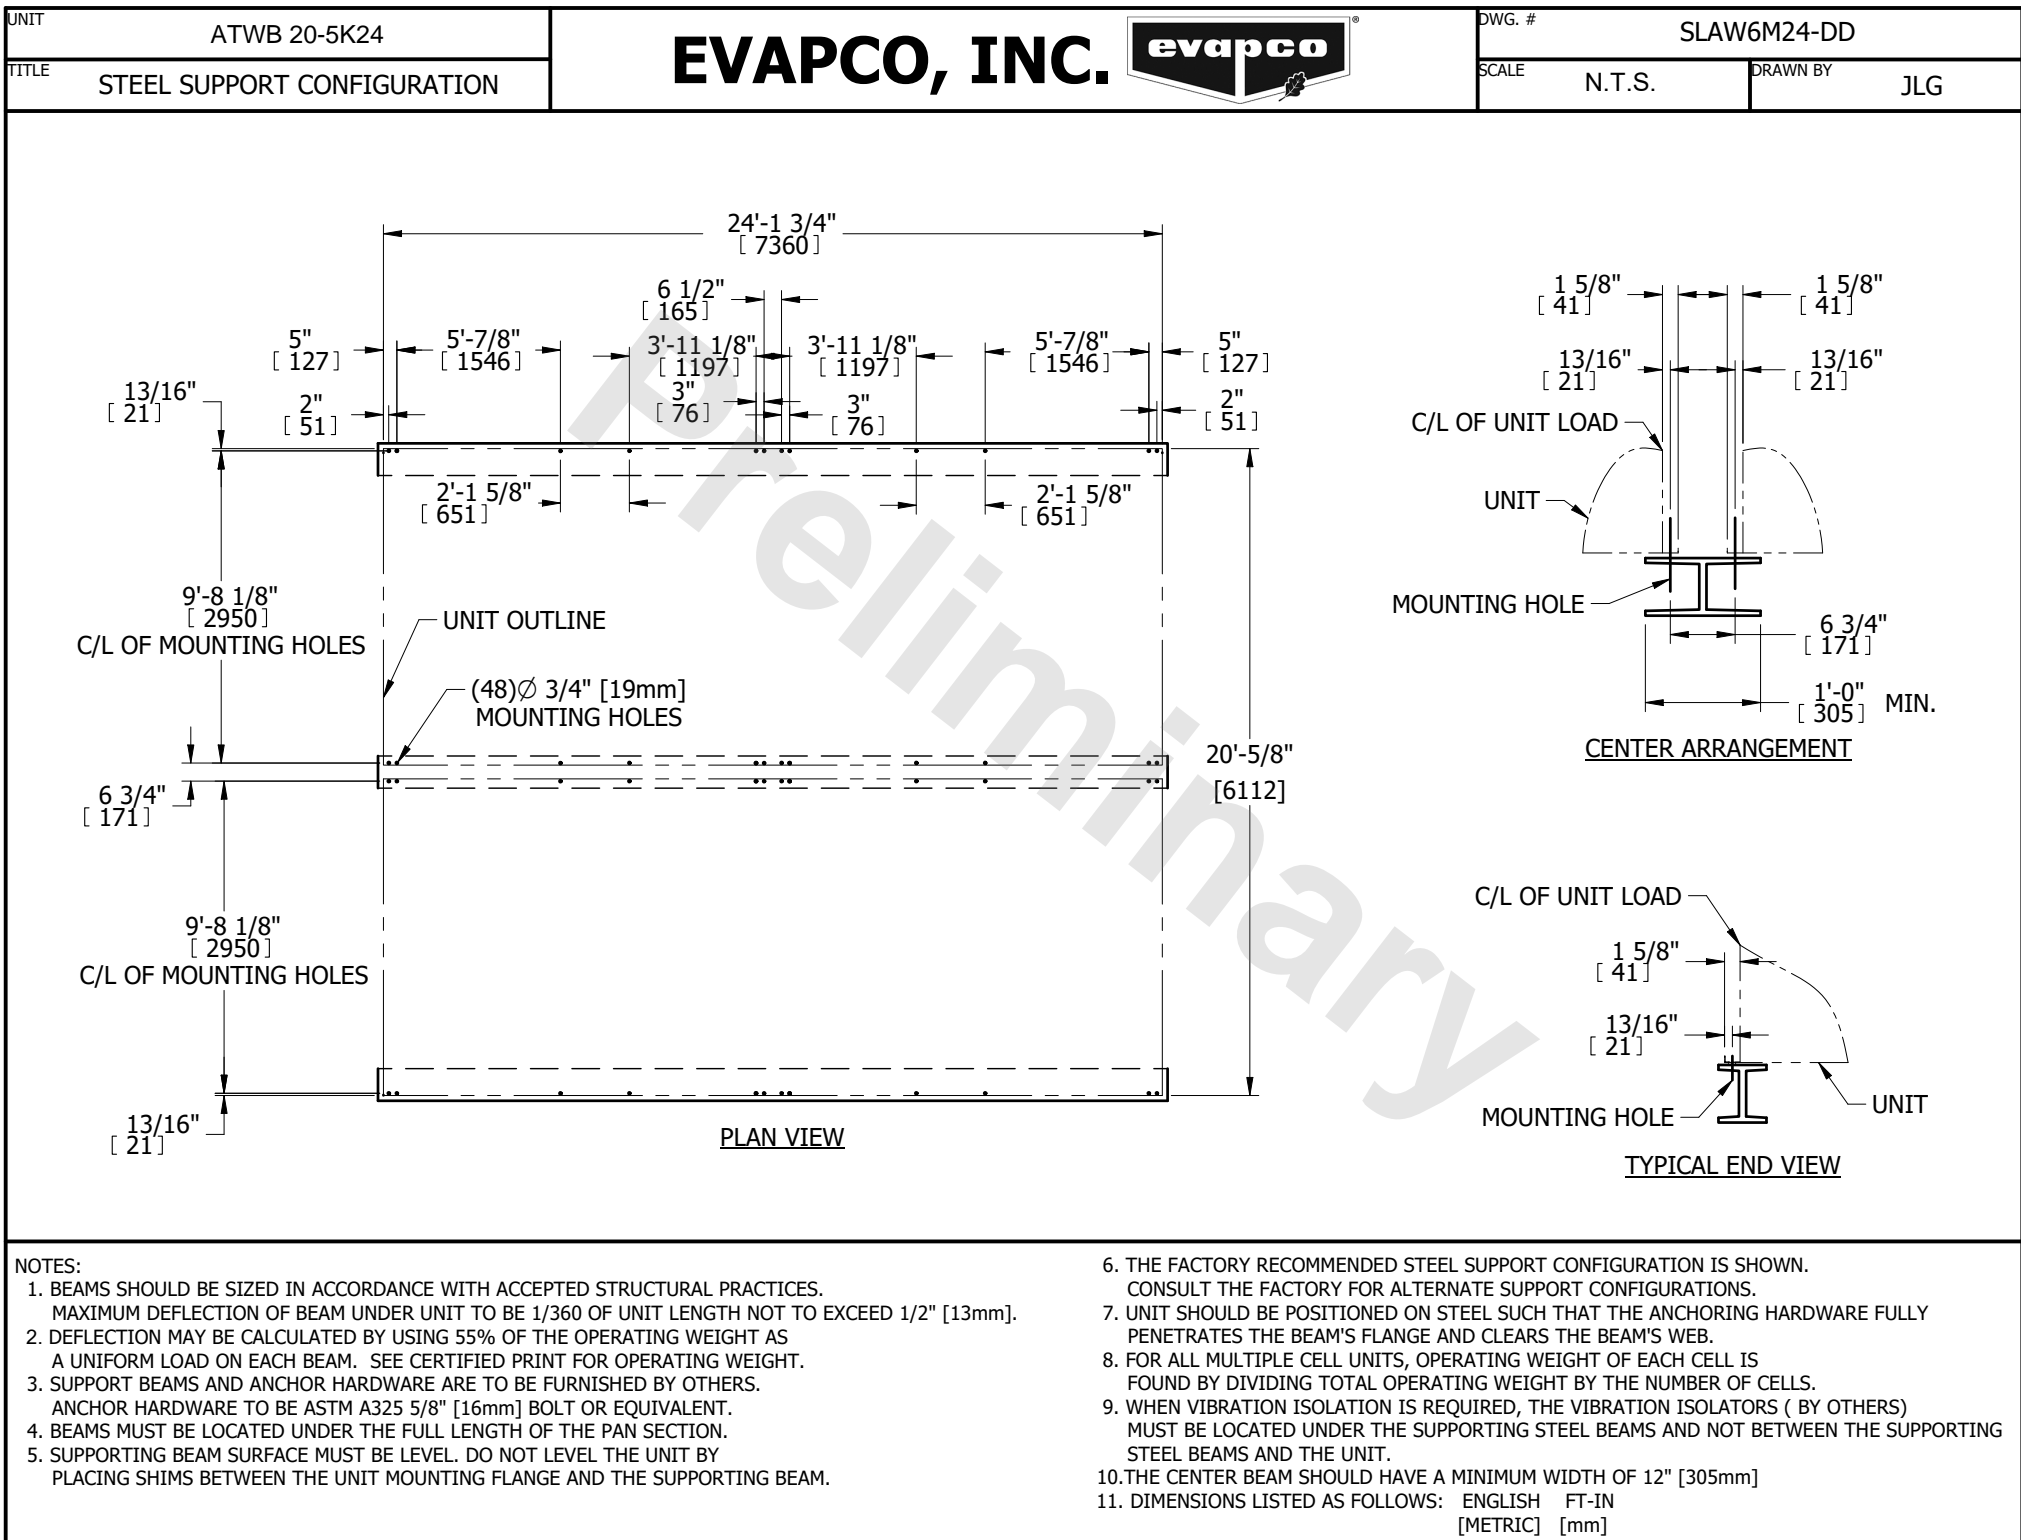 UNIT
ATWB 20-5K24
TITLE
STEEL SUPPORT CONFIGURATION
EVAPCO, INC.
evapco
®
DWG. #
SLAW6M24-DD
SCALE
N.T.S.
DRAWN BY
JLG
24'-1 3/4"
[ 7360]
6 1/2"
[ 165]
5"
[ 127]
5'-7/8"
[ 1546]
3'-11 1/8"
[ 1197]
3'-11 1/8"
[ 1197]
5'-7/8"
[ 1546]
5"
[ 127]
13/16"
[ 21]
2"
[ 51]
3"
[ 76]
3"
[ 76]
2"
[ 51]
2'-1 5/8"
[ 651]
2'-1 5/8"
[ 651]
9'-8 1/8"
[ 2950]
C/L OF MOUNTING HOLES
UNIT OUTLINE
(48)Ø 3/4" [19mm]
MOUNTING HOLES
6 3/4"
[ 171]
20'-5/8"
[6112]
9'-8 1/8"
[ 2950]
C/L OF MOUNTING HOLES
13/16"
[ 21]
PLAN VIEW
Preliminary
1 5/8"
[ 41]
1 5/8"
[ 41]
13/16"
[ 21]
13/16"
[ 21]
C/L OF UNIT LOAD
UNIT
MOUNTING HOLE
6 3/4"
[ 171]
1'-0"
[ 305]
MIN.
CENTER ARRANGEMENT
C/L OF UNIT LOAD
1 5/8"
[ 41]
13/16"
[ 21]
MOUNTING HOLE
UNIT
TYPICAL END VIEW
NOTES:
1. BEAMS SHOULD BE SIZED IN ACCORDANCE WITH ACCEPTED STRUCTURAL PRACTICES.
MAXIMUM DEFLECTION OF BEAM UNDER UNIT TO BE 1/360 OF UNIT LENGTH NOT TO EXCEED 1/2" [13mm].
2. DEFLECTION MAY BE CALCULATED BY USING 55% OF THE OPERATING WEIGHT AS
A UNIFORM LOAD ON EACH BEAM. SEE CERTIFIED PRINT FOR OPERATING WEIGHT.
3. SUPPORT BEAMS AND ANCHOR HARDWARE ARE TO BE FURNISHED BY OTHERS.
ANCHOR HARDWARE TO BE ASTM A325 5/8" [16mm] BOLT OR EQUIVALENT.
4. BEAMS MUST BE LOCATED UNDER THE FULL LENGTH OF THE PAN SECTION.
5. SUPPORTING BEAM SURFACE MUST BE LEVEL. DO NOT LEVEL THE UNIT BY
PLACING SHIMS BETWEEN THE UNIT MOUNTING FLANGE AND THE SUPPORTING BEAM.
6. THE FACTORY RECOMMENDED STEEL SUPPORT CONFIGURATION IS SHOWN.
CONSULT THE FACTORY FOR ALTERNATE SUPPORT CONFIGURATIONS.
7. UNIT SHOULD BE POSITIONED ON STEEL SUCH THAT THE ANCHORING HARDWARE FULLY
PENETRATES THE BEAM'S FLANGE AND CLEARS THE BEAM'S WEB.
8. FOR ALL MULTIPLE CELL UNITS, OPERATING WEIGHT OF EACH CELL IS
FOUND BY DIVIDING TOTAL OPERATING WEIGHT BY THE NUMBER OF CELLS.
9. WHEN VIBRATION ISOLATION IS REQUIRED, THE VIBRATION ISOLATORS ( BY OTHERS)
MUST BE LOCATED UNDER THE SUPPORTING STEEL BEAMS AND NOT BETWEEN THE SUPPORTING
STEEL BEAMS AND THE UNIT.
10.THE CENTER BEAM SHOULD HAVE A MINIMUM WIDTH OF 12" [305mm]
11. DIMENSIONS LISTED AS FOLLOWS: ENGLISH FT-IN
[METRIC] [mm]